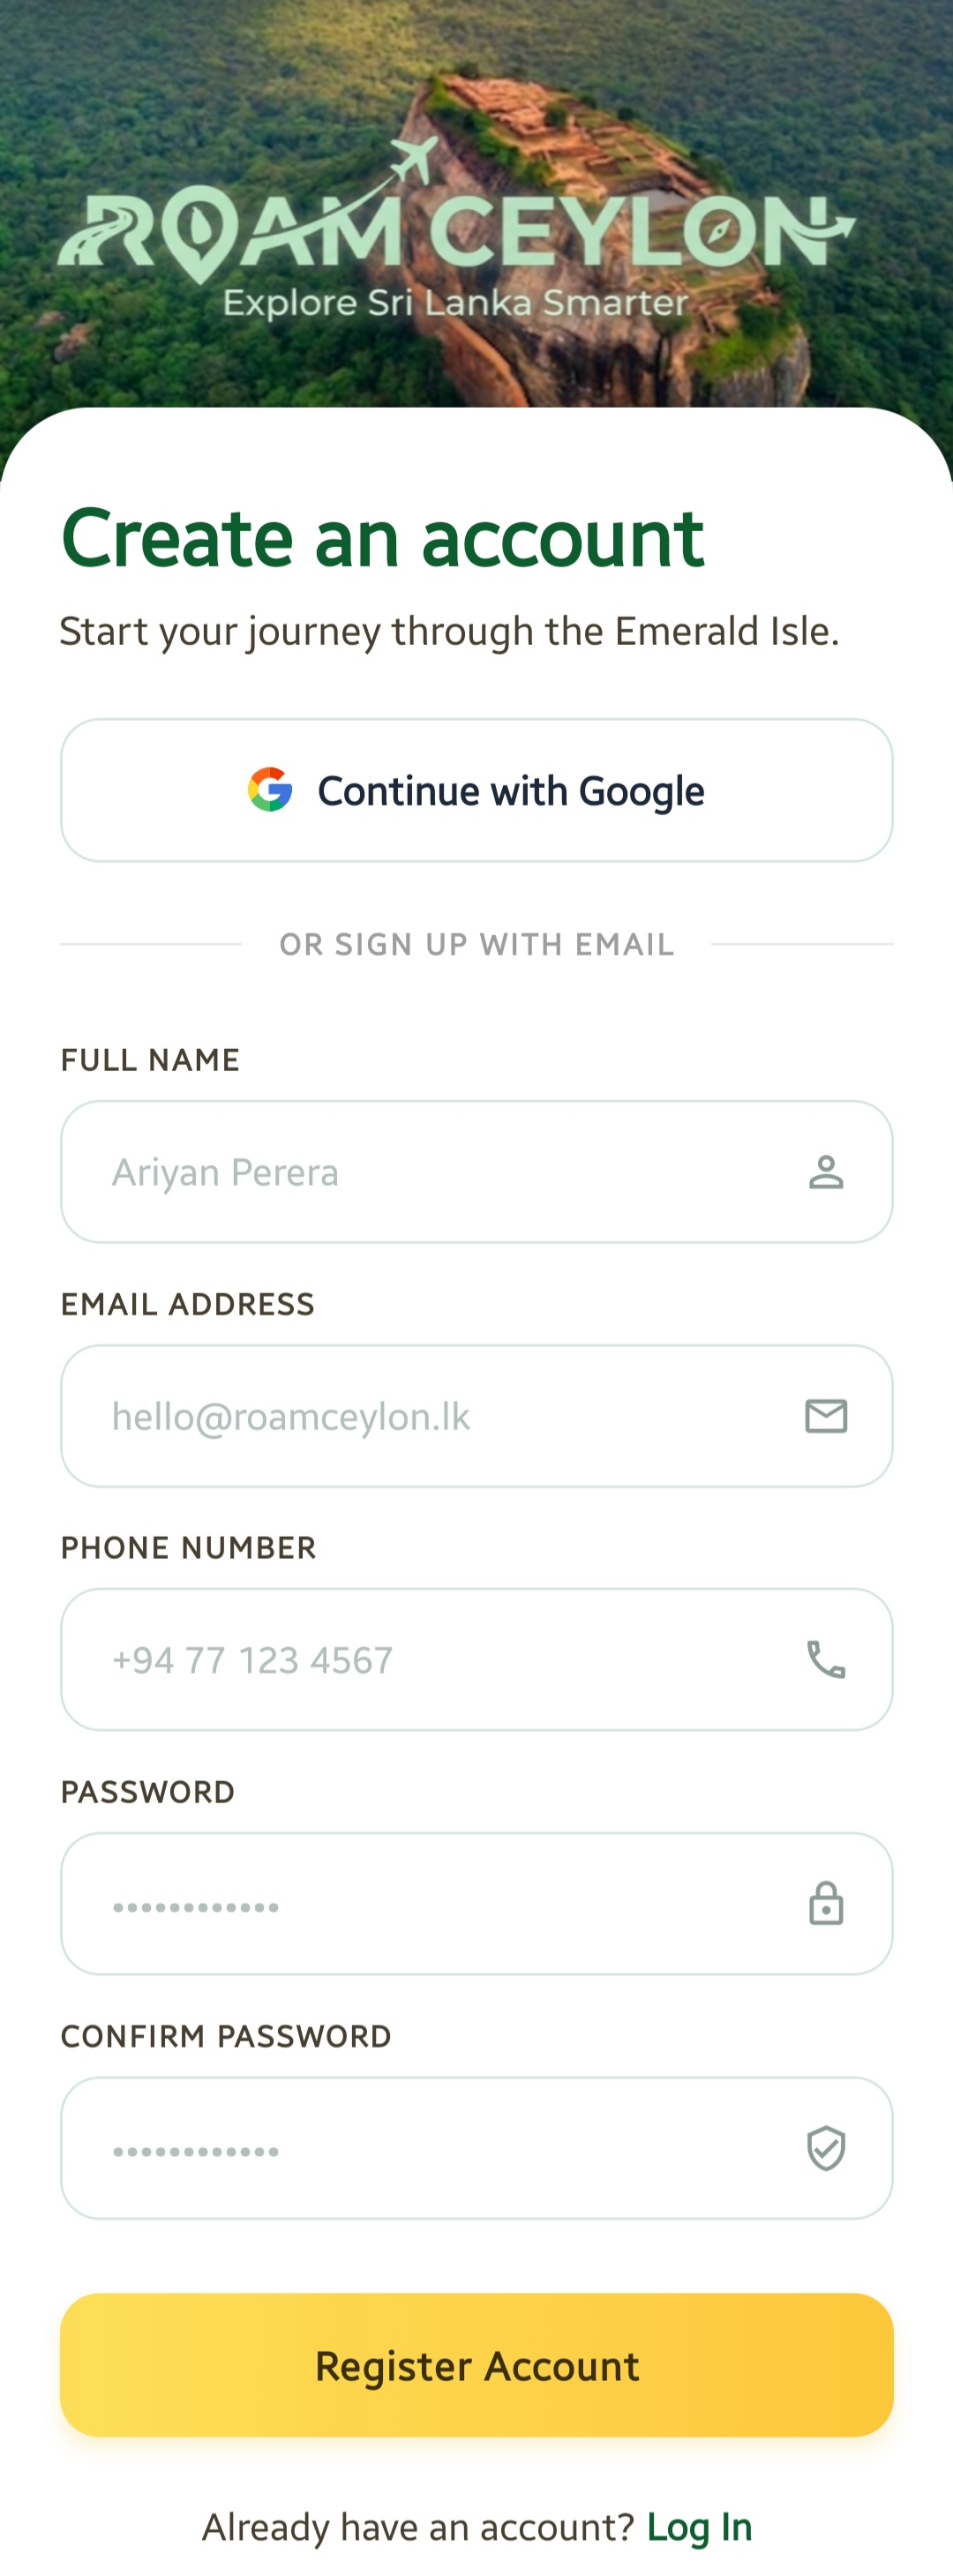 ROAM CEYLON
Explore Sri Lanka Smarter
Create an account
Start your journey through the Emerald Isle.
Continue with Google
OR SIGN UP WITH EMAIL
FULL NAME
Ariyan Perera
EMAIL ADDRESS
hello@roamceylon.lk
PHONE NUMBER
+94 77 123 4567
PASSWORD
••••••••••••
CONFIRM PASSWORD
••••••••••••
Register Account
Already have an account? Log In